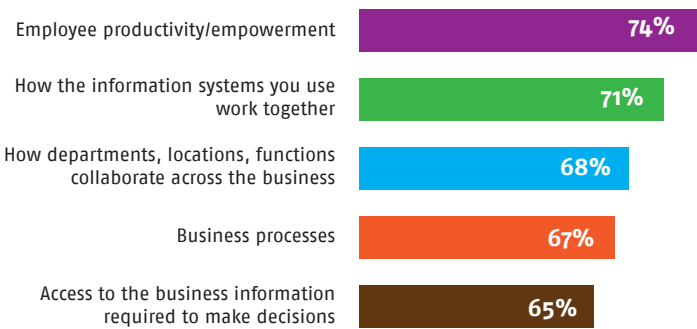 Employee productivity/empowerment
74%
How the information systems you use
work together
71%
How departments, locations, functions
collaborate across the business
68%
Business processes
67%
Access to the business information
required to make decisions
65%